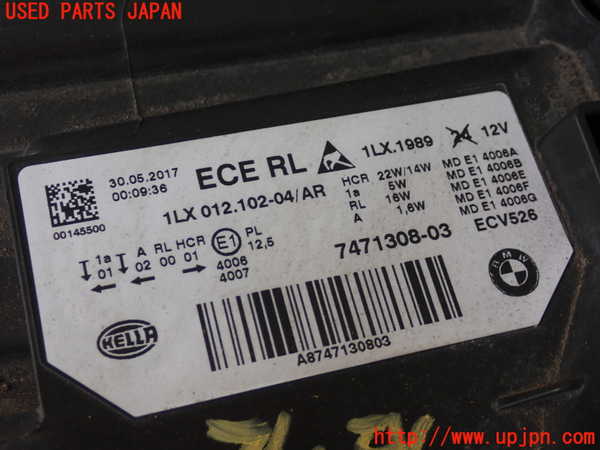 USED PARTS JAPAN
30.05.2017
00:09:36
00145500
ECE RL
1LX.1989
12V
1LX 012.102-04/AR
HCR 22W/14W
1a 5W
RL 16W
A 1,6W
MD E1 4006A
MD E1 4006B
MD E1 4006E
MD E1 4006F
MD E1 4006G
1a A RL HCR
01 02 00 01
E1
PL
12,5
4006
4007
7471308-03
ECV526
BMW
HELLA
A8747130803
http://www.upjpn.com/